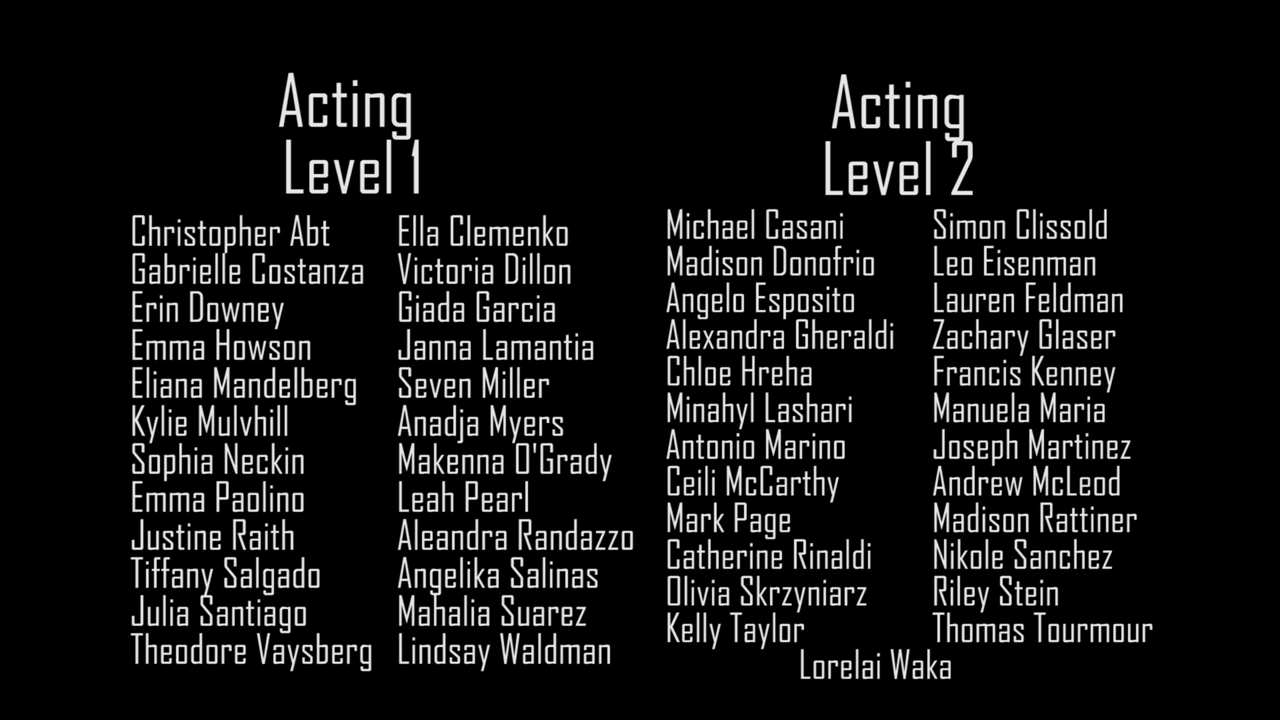 Acting
Level 1
Christopher Abt
Gabrielle Costanza
Erin Downey
Emma Howson
Eliana Mandelberg
Kylie Mulvhill
Sophia Neckin
Emma Paolino
Justine Raith
Tiffany Salgado
Julia Santiago
Theodore Vaysberg
Ella Clemenko
Victoria Dillon
Giada Garcia
Janna Lamantia
Seven Miller
Anadja Myers
Makenna O'Grady
Leah Pearl
Aleandra Randazzo
Angelika Salinas
Mahalia Suarez
Lindsay Waldman
Acting
Level 2
Michael Casani
Madison Donofrio
Angelo Esposito
Alexandra Gheraldi
Chloe Hreha
Minahyl Lashari
Antonio Marino
Ceili McCarthy
Mark Page
Catherine Rinaldi
Olivia Skrzyniarz
Kelly Taylor
Simon Clissold
Leo Eisenman
Lauren Feldman
Zachary Glaser
Francis Kenney
Manuela Maria
Joseph Martinez
Andrew McLeod
Madison Rattiner
Nikole Sanchez
Riley Stein
Thomas Tourmour
Lorelai Waka